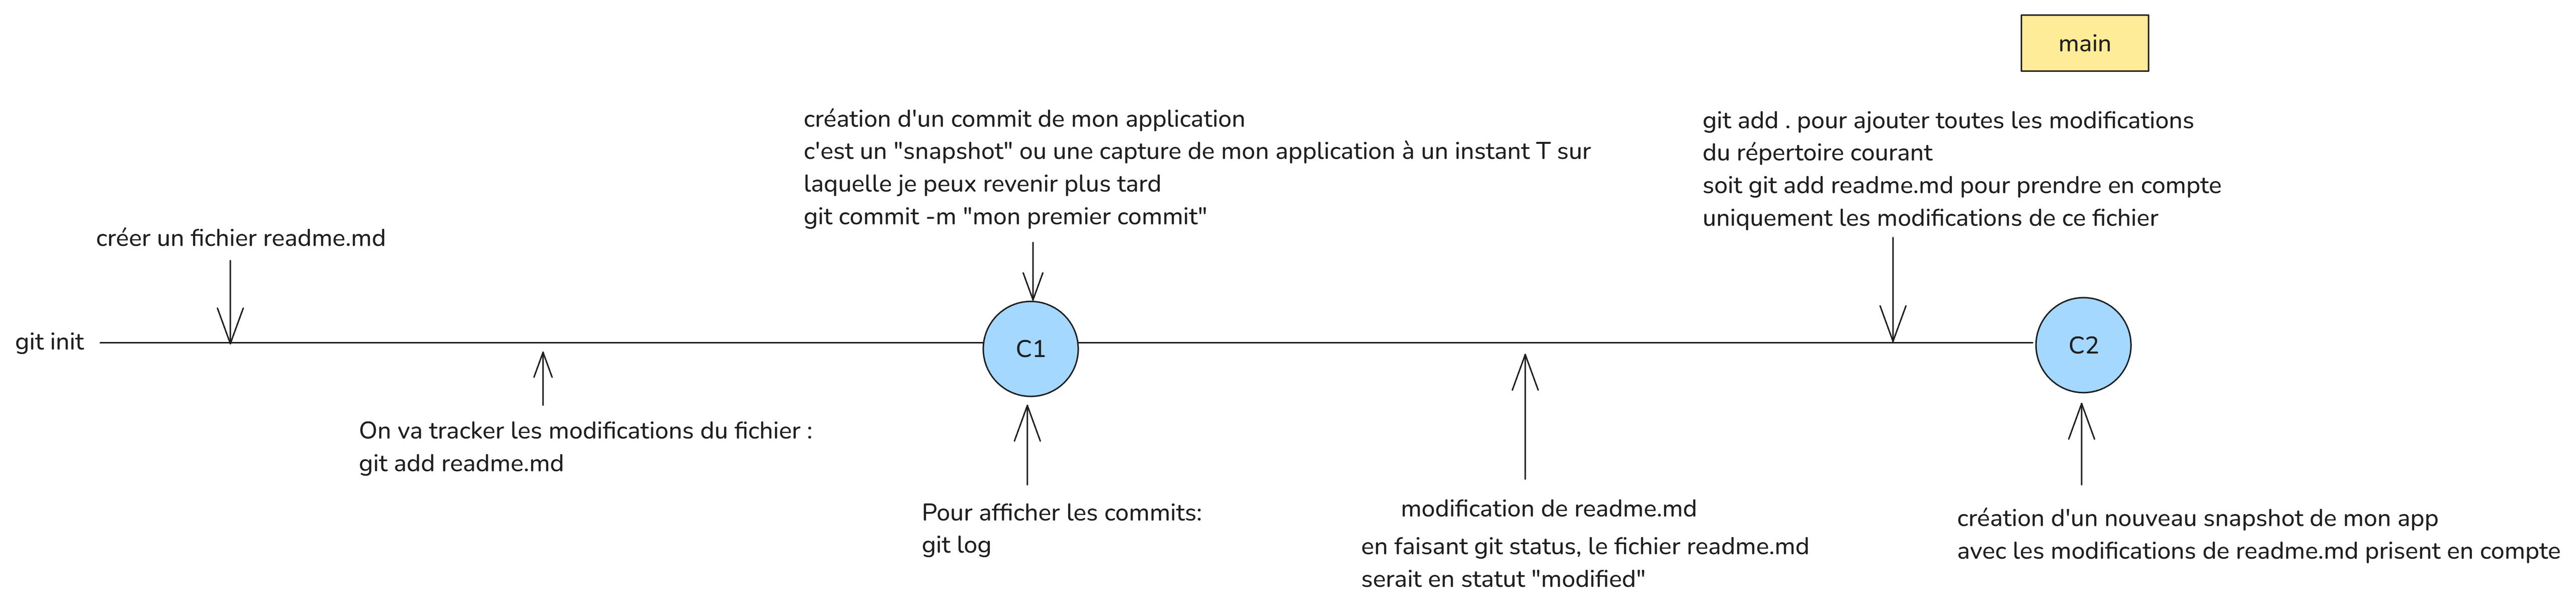 main
création d'un commit de mon application
c'est un "snapshot" ou une capture de mon application à un instant T sur
laquelle je peux revenir plus tard
git commit -m "mon premier commit"
git add . pour ajouter toutes les modifications
du répertoire courant
soit git add readme.md pour prendre en compte
uniquement les modifications de ce fichier
créer un fichier readme.md
git init
C1
C2
On va tracker les modifications du fichier :
git add readme.md
Pour afficher les commits:
git log
modification de readme.md
en faisant git status, le fichier readme.md
serait en statut "modified"
création d'un nouveau snapshot de mon app
avec les modifications de readme.md prisent en compte